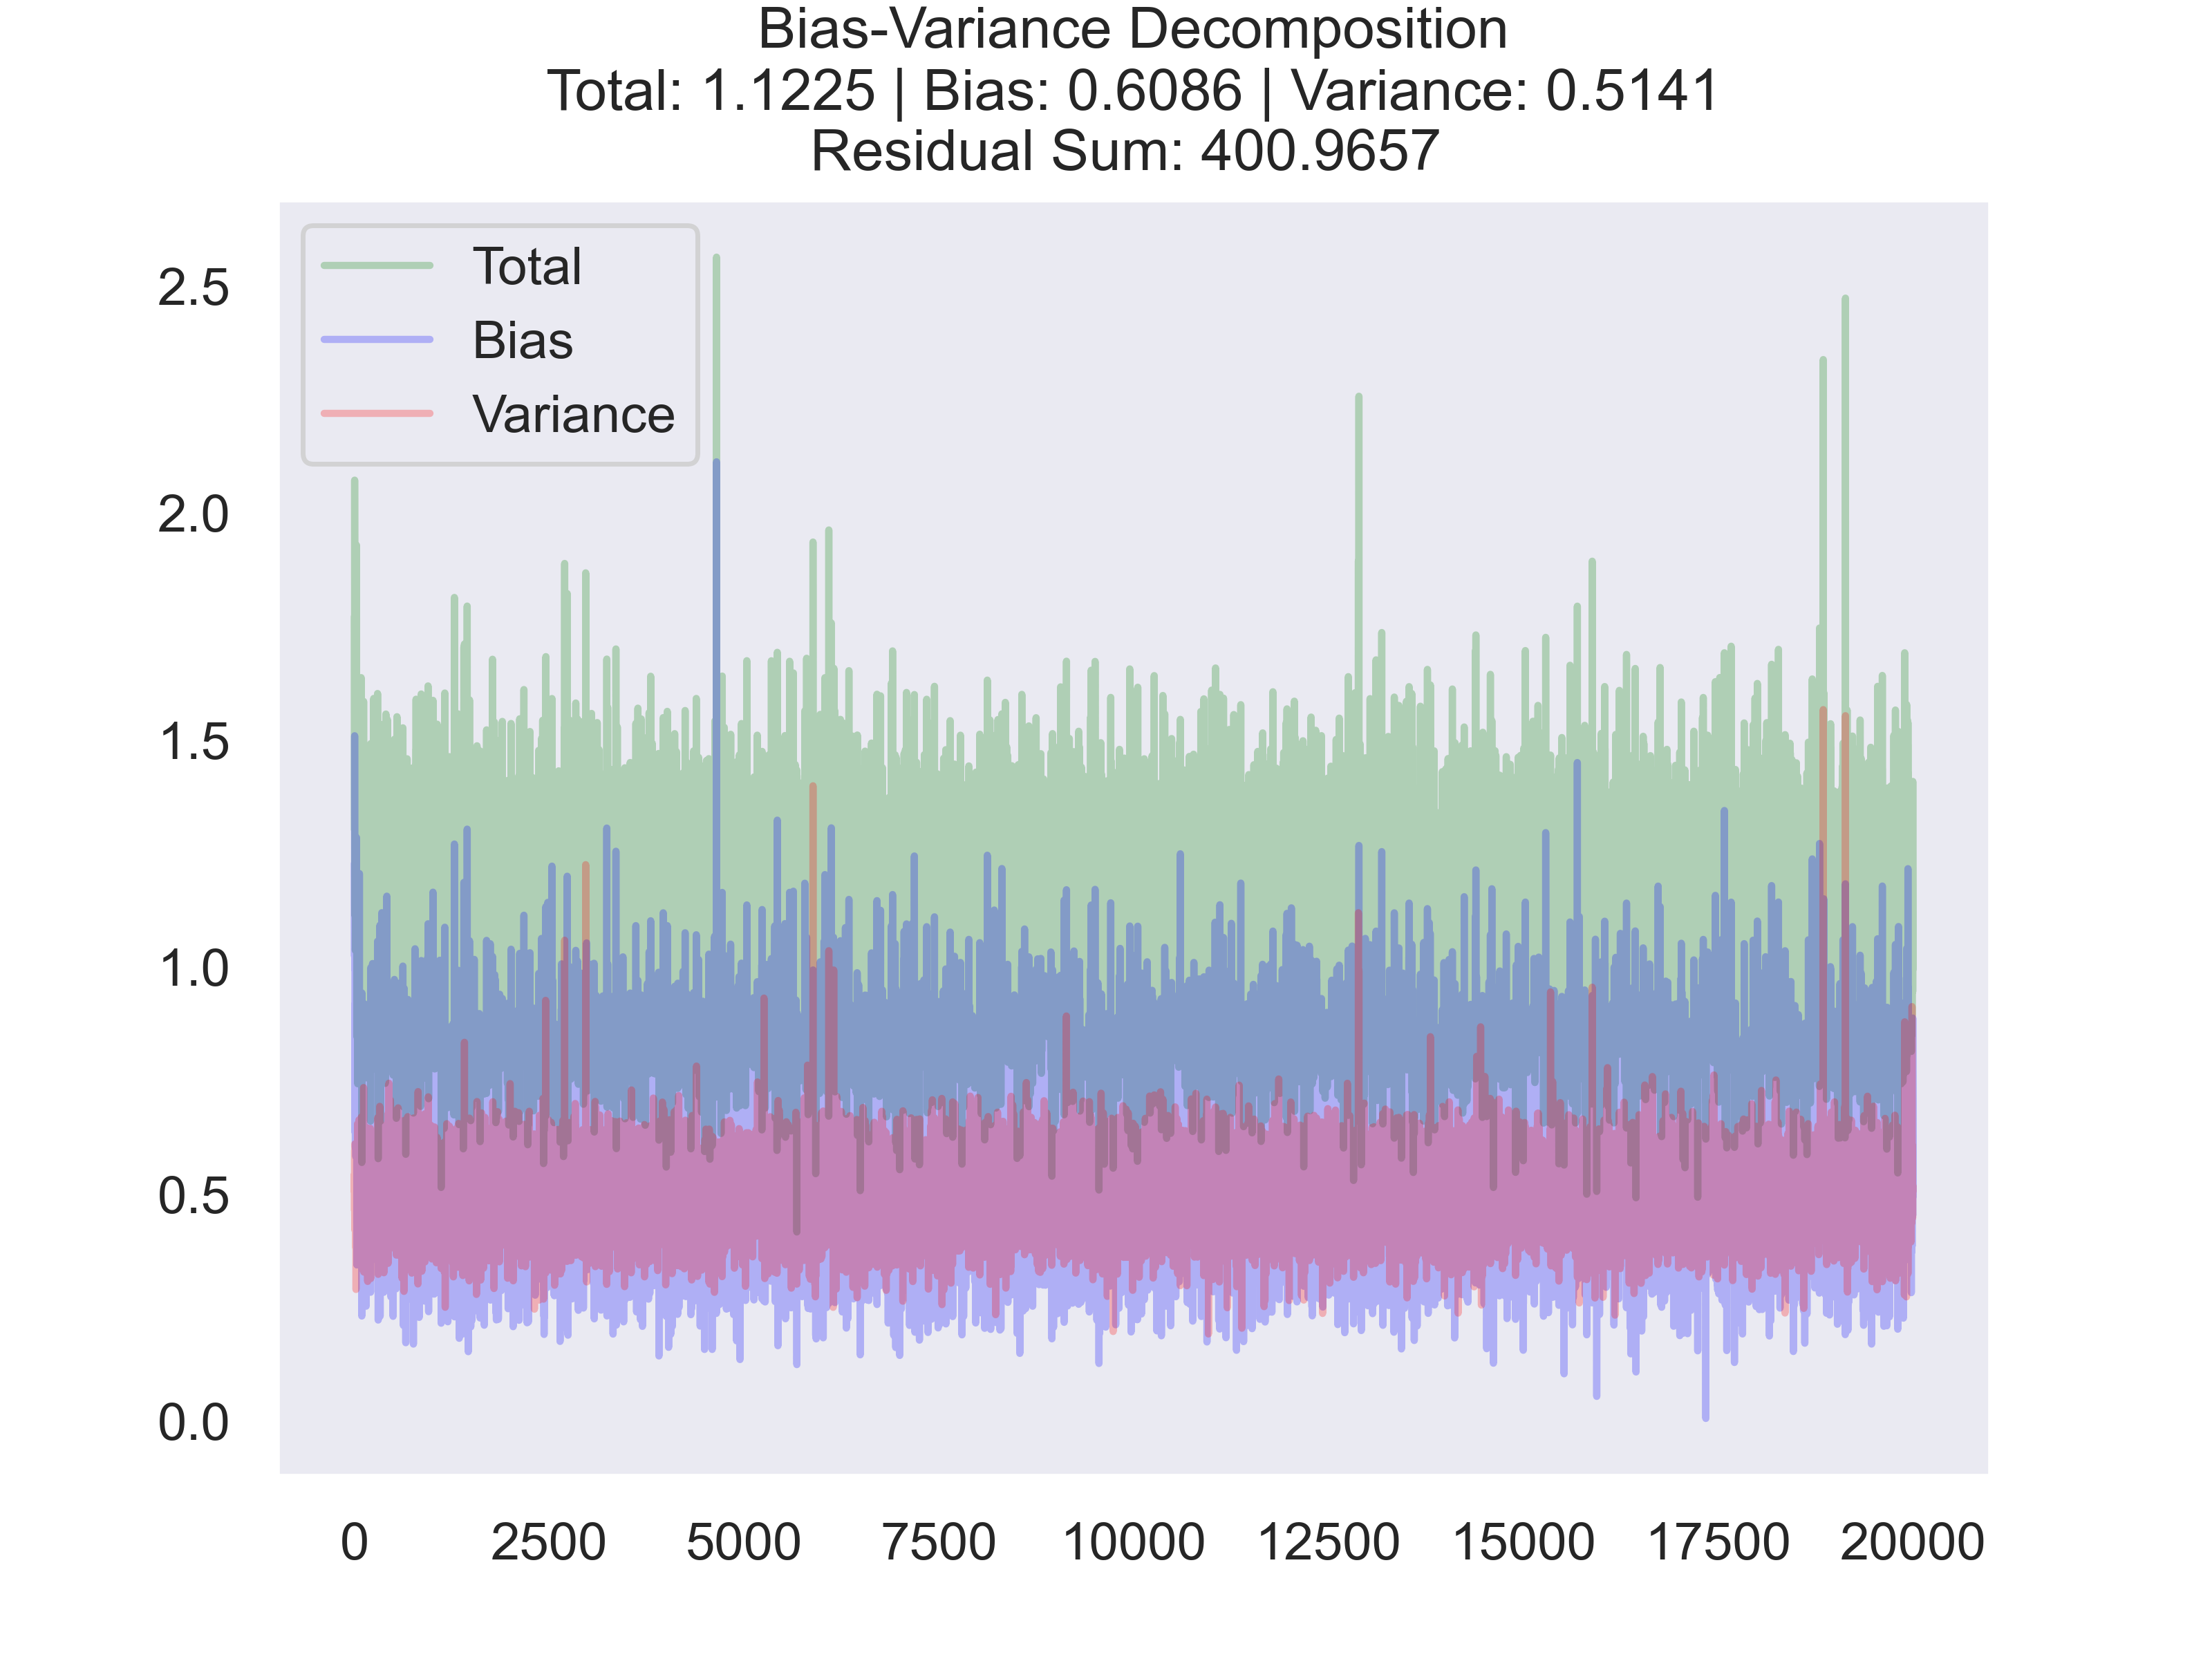 Bias-Variance Decomposition
Total: 1.1225 | Bias: 0.6086 | Variance: 0.5141
Residual Sum: 400.9657
Total
Bias
Variance
2.5
2.0
1.5
1.0
0.5
0.0
0 2500 5000 7500 10000 12500 15000 17500 20000